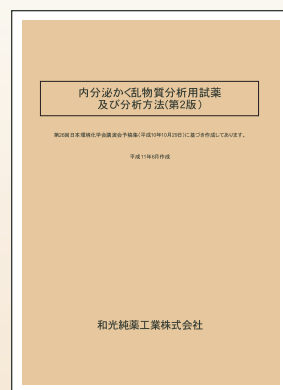 内分泌かく乱物質分析用試薬
及び分析方法(第2版)
第26回日本環境化学会講演会予稿集(平成10年10月29日)に基づき作成してあります。
平成11年6月作成
和光純薬工業株式会社